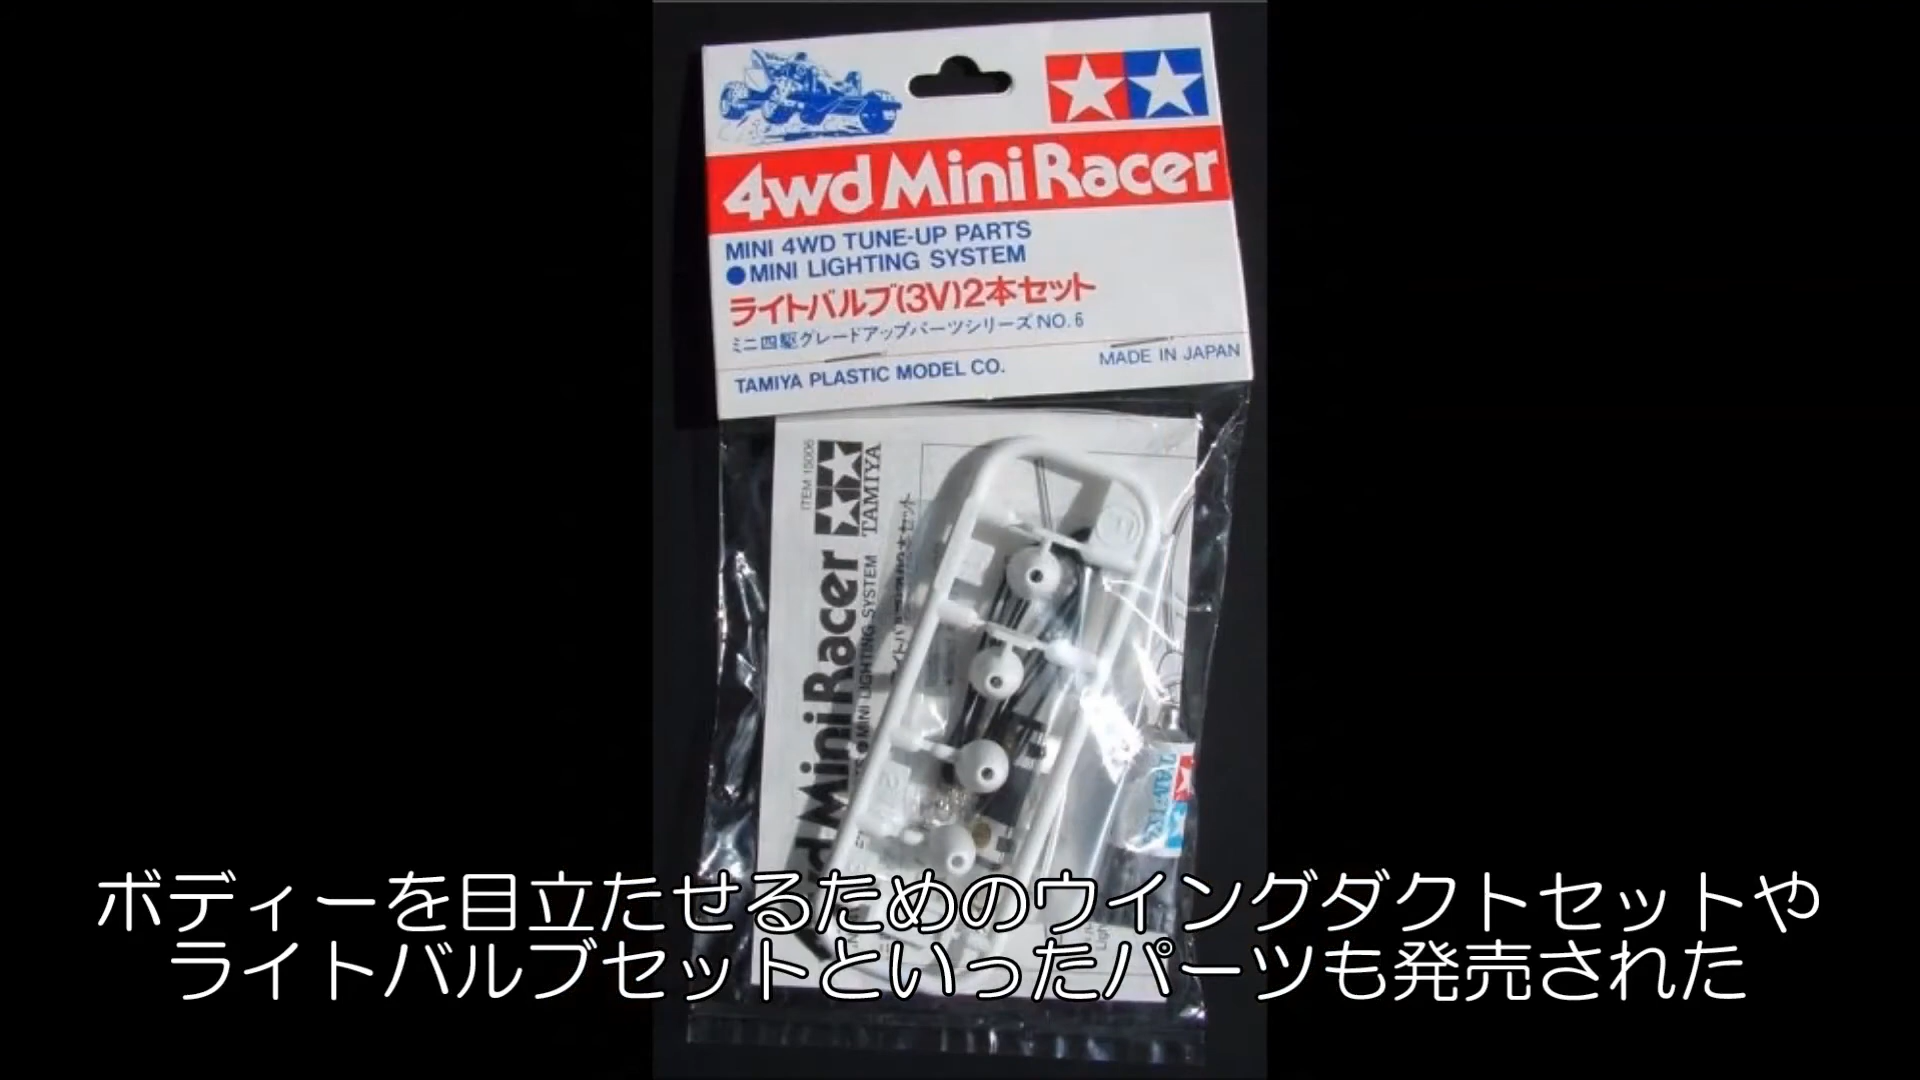 4wd Mini Racer
MINI 4WD TUNE-UP PARTS
●MINI LIGHTING SYSTEM
ライトバルブ(3V)2本セット
ミニ四駆グレードアップパーツシリーズ NO.6
TAMIYA PLASTIC MODEL CO.
MADE IN JAPAN
ITEM 15006
TAMIYA
4wd Mini Racer
●MINI LIGHTING SYSTEM
ボディーを目立たせるためのウイングダクトセットや
ライトバルブセットといったパーツも発売された